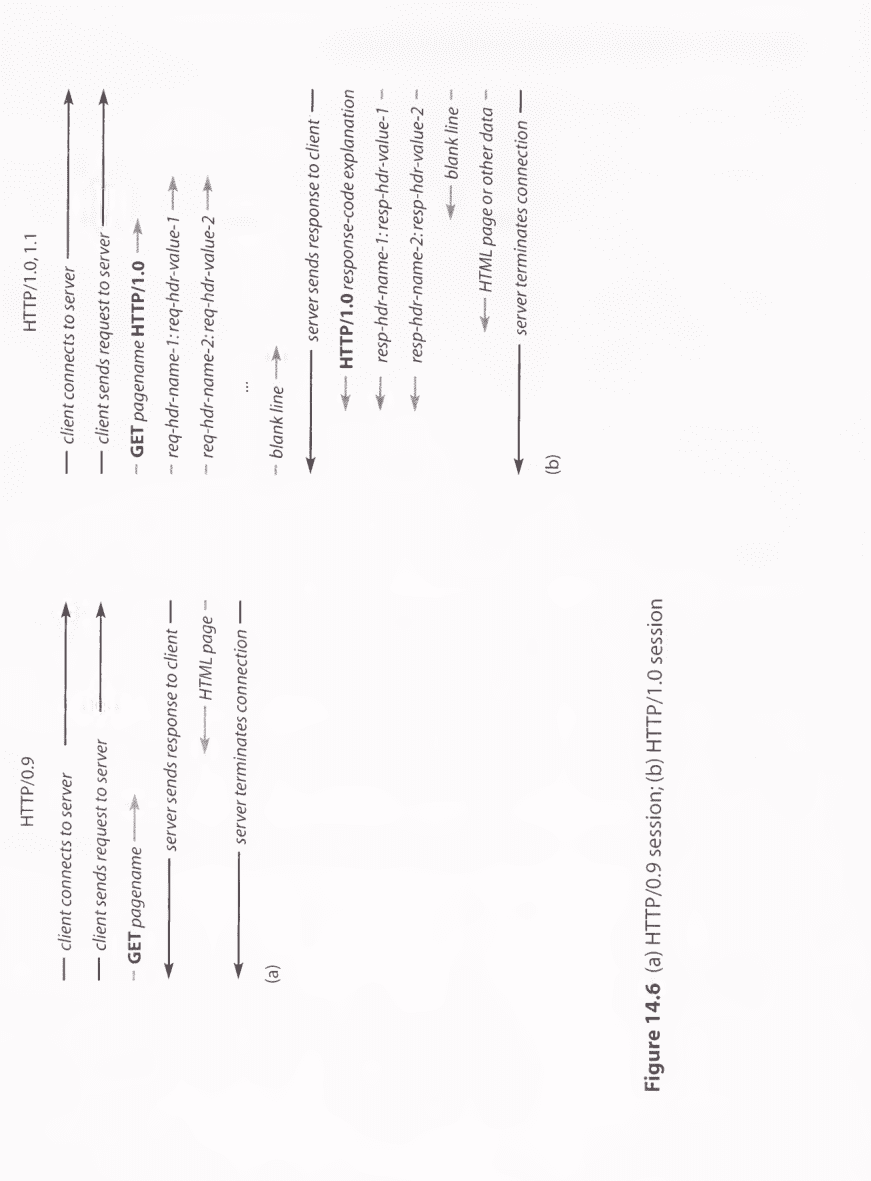 HTTP/0.9
client connects to server
client sends request to server
GET pagename
server sends response to client
HTML page
server terminates connection
(a)
HTTP/1.0, 1.1
client connects to server
client sends request to server
GET pagename HTTP/1.0
req-hdr-name-1: req-hdr-value-1
req-hdr-name-2: req-hdr-value-2
...
blank line
server sends response to client
HTTP/1.0 response-code explanation
resp-hdr-name-1: resp-hdr-value-1
resp-hdr-name-2: resp-hdr-value-2
blank line
HTML page or other data
server terminates connection
(b)
Figure 14.6 (a) HTTP/0.9 session; (b) HTTP/1.0 session